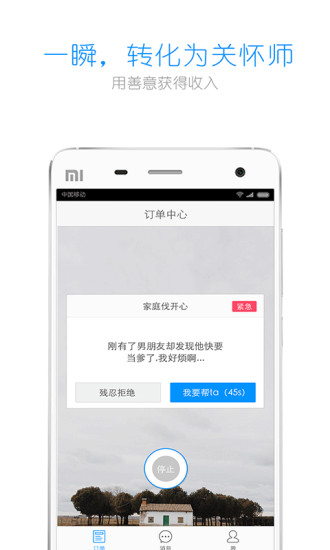 一瞬，转化为关怀师
用善意获得收入
mi
中国移动
订单中心
家庭伐开心
紧急
刚有了男朋友却发现他快要
当爹了.我好烦啊...
残忍拒绝
我要帮ta（45s）
停止
订单
消息